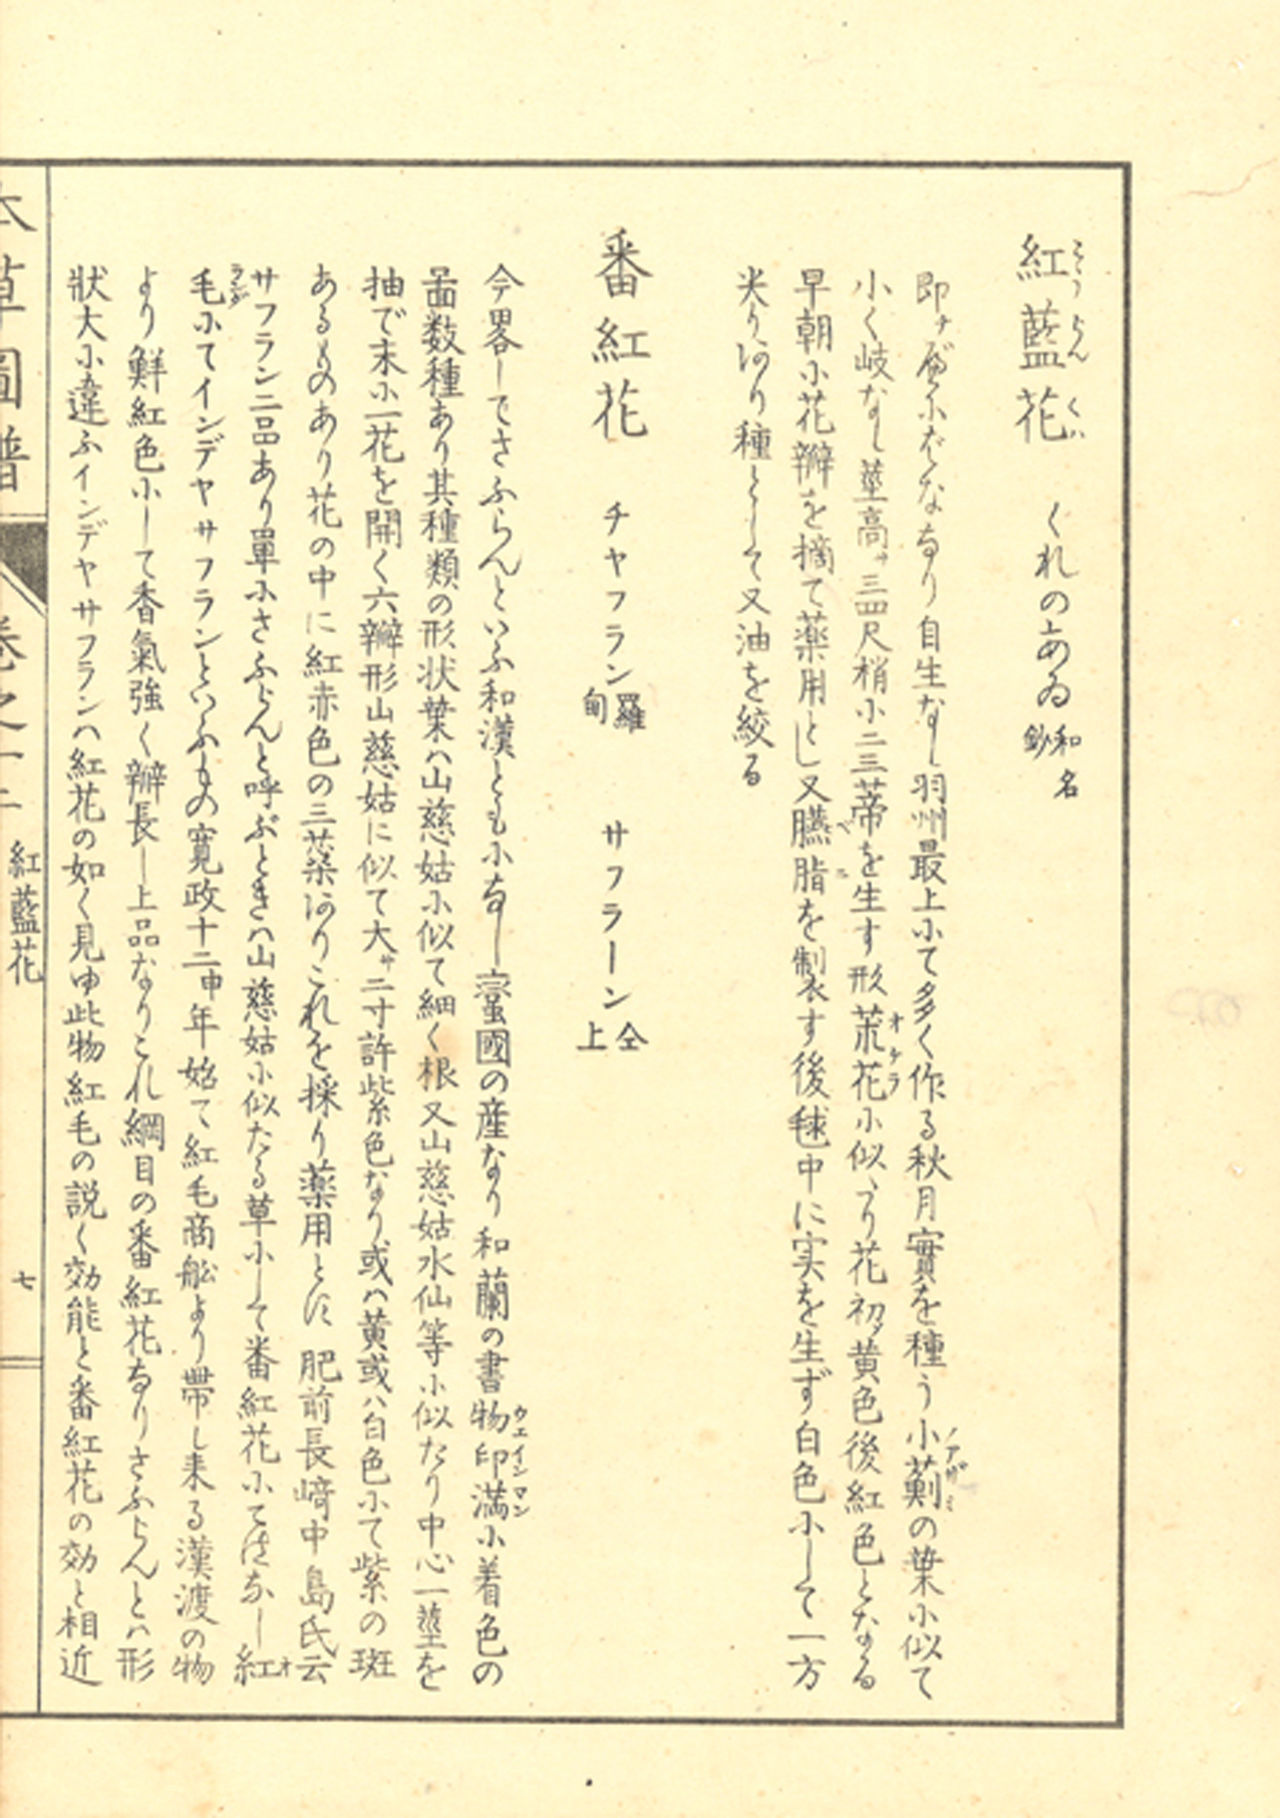 紅藍花 くれのあゐ 和名鈔
即チべにばななり自生なし羽州最上にて多く作る秋月實を種う小薊の葉に似て
小く岐なし莖高サ三四尺梢に二三蒂を生す形茉花に似たり花初メ黄色後紅色となる
早朝に花瓣を摘て薬用とし又臙脂を製す後毬中に実を生ず白色にして一方
尖りあり種として又油を絞る
番紅花 チャフラン 羅甸 サフラーン 仝上
今畧してさふらんといふ和漢ともになし蛮國の産なり和蘭の書物印満に着色の
啚数種あり其種類の形状葉ハ山慈姑に似て細く根又山慈姑水仙等に似たり中心一莖を
抽で末に一花を開く六瓣形山慈姑に似て大サ二寸許紫色なり或ハ黄或ハ白色にて紫の斑
あるものあり花の中に紅赤色の三蕊ありこれを採り薬用とす肥前長﨑中島氏云
サフラン二品あり單にさふらんと呼ぶときハ山慈姑に似たる草にして番紅花にてはなし紅
毛にてインデヤサフランといふもの寛政十二申年始て紅毛商舩より帶し来る漢渡の物
より鮮紅色にして香氣強く瓣長し上品なりこれ綱目の番紅花なりさふらんとハ形
狀大に違ふインデヤサフランハ紅花の如く見ゆ此物紅毛の説く効能と番紅花の効と相近
本草圖譜 卷之十二 紅藍花 七